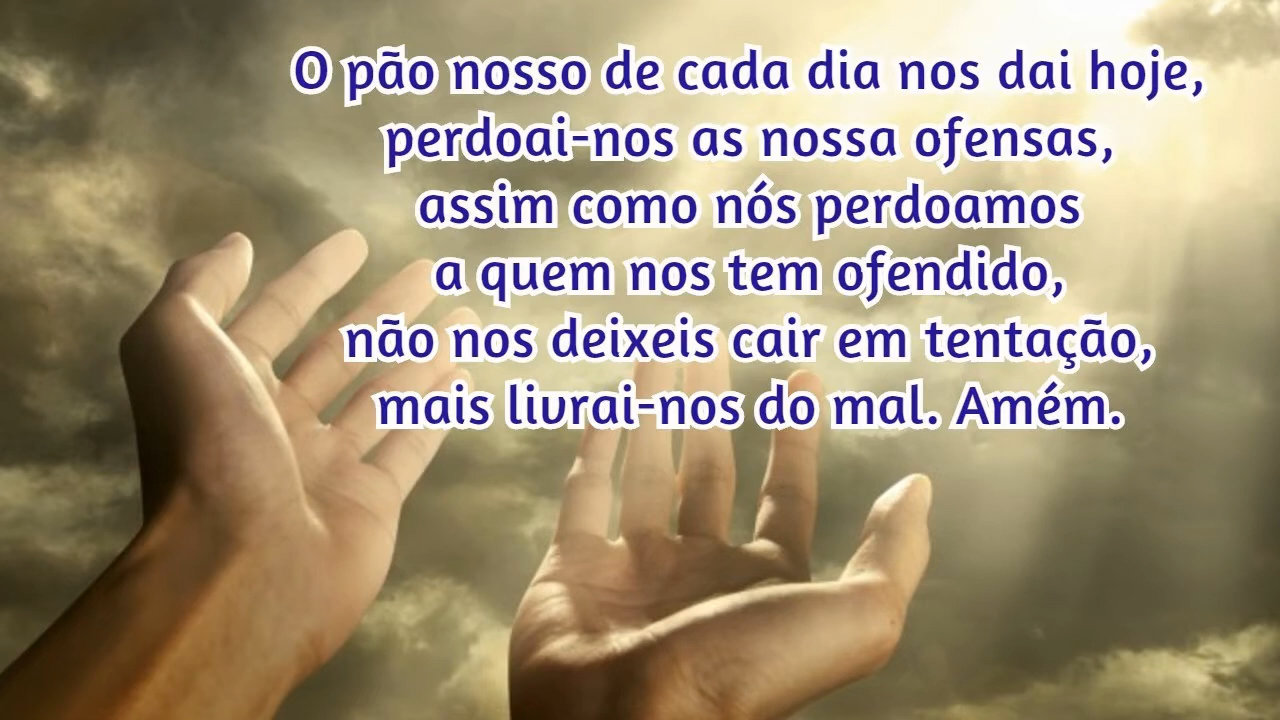 O pão nosso de cada dia nos dai hoje,
perdoai-nos as nossa ofensas,
assim como nós perdoamos
a quem nos tem ofendido,
não nos deixeis cair em tentação,
mais livrai-nos do mal. Amém.